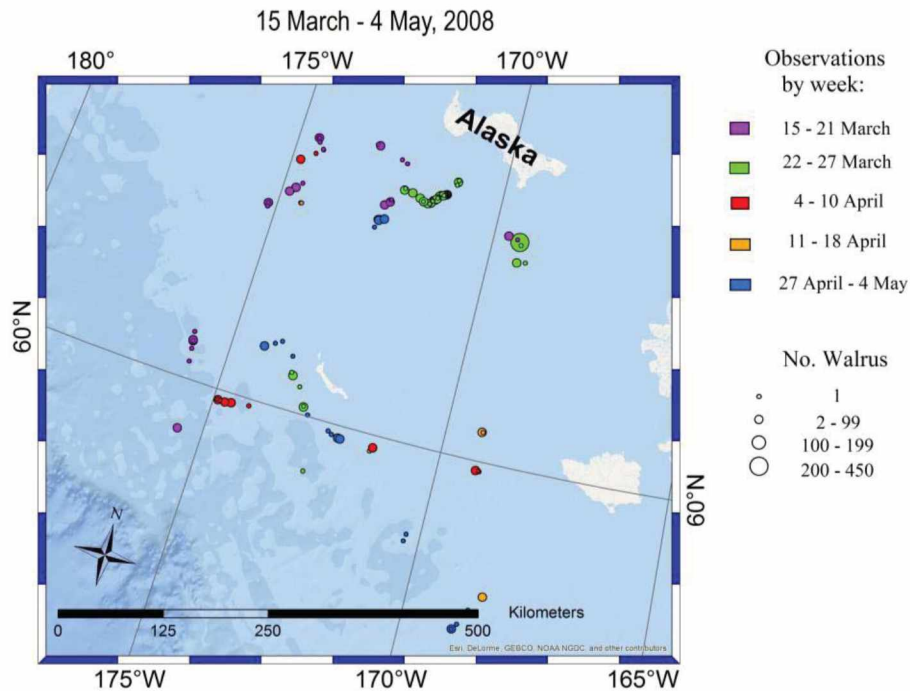 15 March - 4 May, 2008
180° 175°W 170°W
Alaska
60°N
60°N
N
Kilometers
0 125 250 500
Esri, DeLorme, GEBCO, NOAA NGDC, and other contributors
175°W 170°W 165°W
Observations
by week:
15 - 21 March
22 - 27 March
4 - 10 April
11 - 18 April
27 April - 4 May
No. Walrus
1
2 - 99
100 - 199
200 - 450